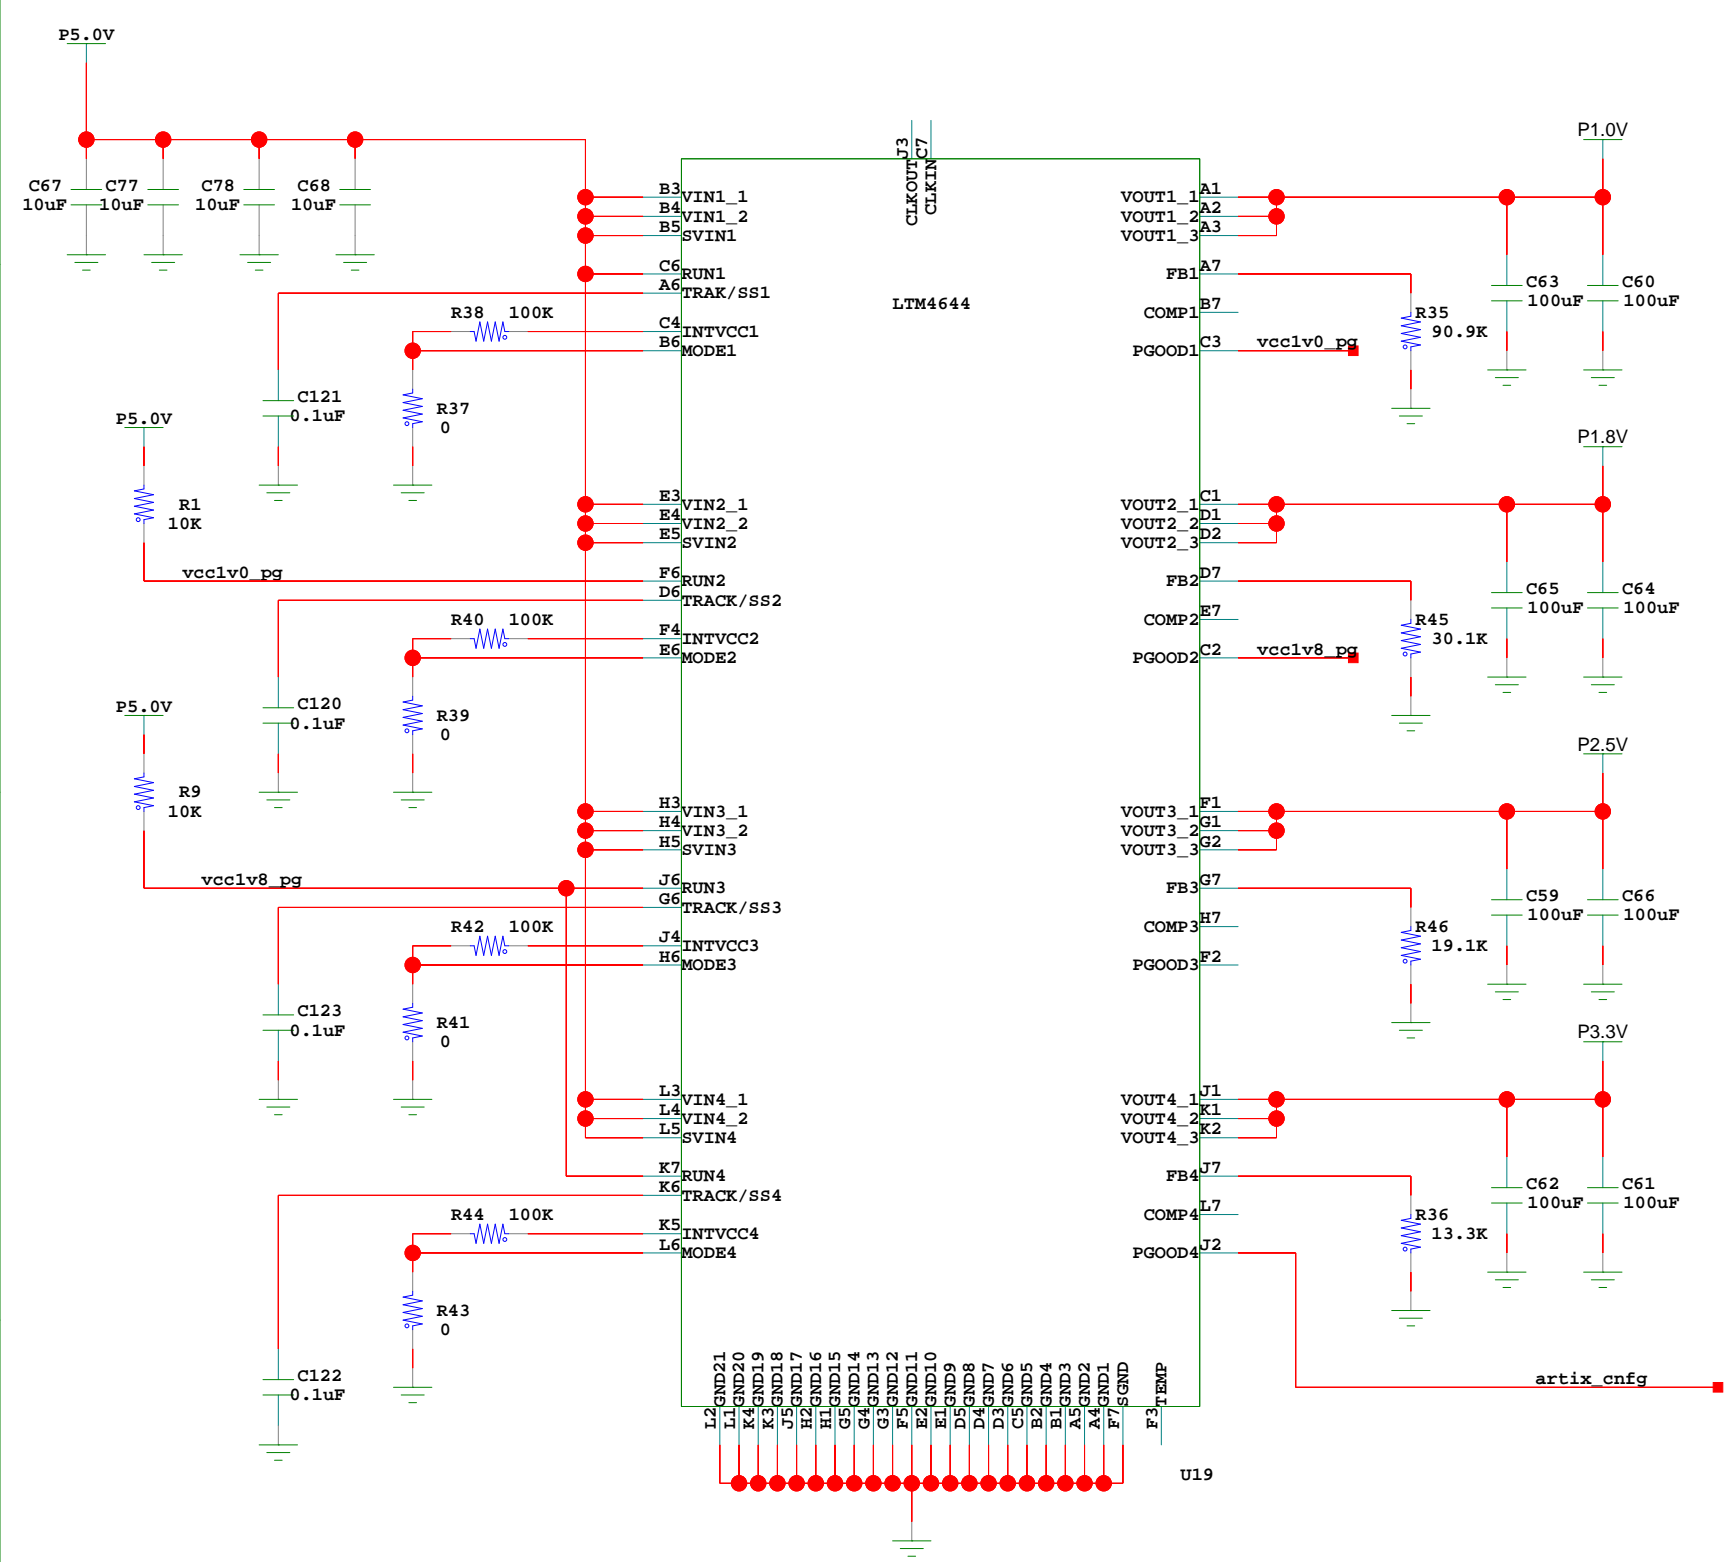 P5.0V
C67
10uF
C77
10uF
C78
10uF
C68
10uF
J3
C7
CLKOUT
CLKIN
LTM4644
B3
VIN1_1
B4
VIN1_2
B5
SVIN1
C6
RUN1
A6
TRAK/SS1
R38
100K
C4
INTVCC1
B6
MODE1
C121
0.1uF
R37
0
P5.0V
R1
10K
E3
VIN2_1
E4
VIN2_2
E5
SVIN2
vcc1v0_pg
F6
RUN2
D6
TRACK/SS2
R40
100K
F4
INTVCC2
E6
MODE2
C120
0.1uF
R39
0
P5.0V
R9
10K
H3
VIN3_1
H4
VIN3_2
H5
SVIN3
vcc1v8_pg
J6
RUN3
G6
TRACK/SS3
R42
100K
J4
INTVCC3
H6
MODE3
C123
0.1uF
R41
0
L3
VIN4_1
L4
VIN4_2
L5
SVIN4
K7
RUN4
K6
TRACK/SS4
R44
100K
K5
INTVCC4
L6
MODE4
R43
0
C122
0.1uF
P1.0V
VOUT1_1
A1
VOUT1_2
A2
VOUT1_3
A3
FB1
A7
COMP1
B7
PGOOD1
C3
vcc1v0_pg
R35
90.9K
C63
100uF
C60
100uF
P1.8V
VOUT2_1
C1
VOUT2_2
D1
VOUT2_3
D2
FB2
D7
COMP2
E7
PGOOD2
C2
vcc1v8_pg
R45
30.1K
C65
100uF
C64
100uF
P2.5V
VOUT3_1
F1
VOUT3_2
G1
VOUT3_3
G2
FB3
G7
COMP3
H7
PGOOD3
F2
R46
19.1K
C59
100uF
C66
100uF
P3.3V
VOUT4_1
J1
VOUT4_2
K1
VOUT4_3
K2
FB4
J7
COMP4
L7
PGOOD4
J2
R36
13.3K
C62
100uF
C61
100uF
artix_cnfg
L2 GND21
L1 GND20
K4 GND19
K3 GND18
J5 GND17
H2 GND16
H1 GND15
G5 GND14
G4 GND13
G3 GND12
F5 GND11
E2 GND10
E1 GND9
D5 GND8
D4 GND7
D3 GND6
C5 GND5
B2 GND4
B1 GND3
A5 GND2
A4 GND1
F7 SGND
F3 TEMP
U19